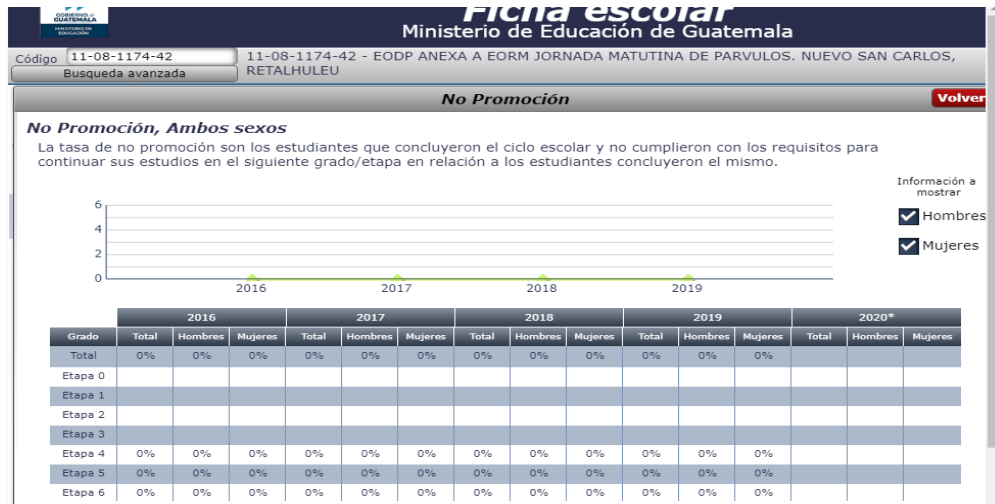 GOBIERNO de
GUATEMALA
MINISTERIO DE
EDUCACIÓN
Ficha escolar
Ministerio de Educación de Guatemala
Código 11-08-1174-42
Busqueda avanzada
11-08-1174-42 - EODP ANEXA A EORM JORNADA MATUTINA DE PARVULOS. NUEVO SAN CARLOS,
RETALHULEU
No Promoción Volver
No Promoción, Ambos sexos
La tasa de no promoción son los estudiantes que concluyeron el ciclo escolar y no cumplieron con los requisitos para
continuar sus estudios en el siguiente grado/etapa en relación a los estudiantes concluyeron el mismo.
Información a
mostrar
Hombres
Mujeres
6
4
2
0
2016 2017 2018 2019
2016 2017 2018 2019 2020*
Grado Total Hombres Mujeres Total Hombres Mujeres Total Hombres Mujeres Total Hombres Mujeres Total Hombres Mujeres
Total 0% 0% 0% 0% 0% 0% 0% 0% 0% 0% 0% 0%
Etapa 0
Etapa 1
Etapa 2
Etapa 3
Etapa 4 0% 0% 0% 0% 0% 0% 0% 0% 0% 0% 0% 0%
Etapa 5 0% 0% 0% 0% 0% 0% 0% 0% 0% 0% 0% 0%
Etapa 6 0% 0% 0% 0% 0% 0% 0% 0% 0% 0% 0% 0%